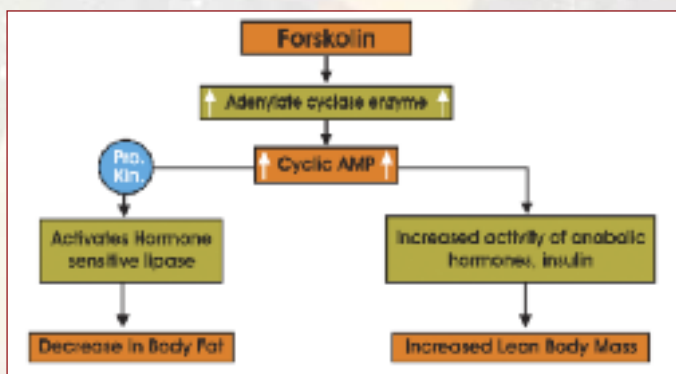 Forskolin
Adenylate cyclase enzyme
Cyclic AMP
Pro.
Kin.
Activates Hormone
sensitive lipase
Increased activity of anabolic
hormones, insulin
Decrease in Body Fat
Increased Lean Body Mass